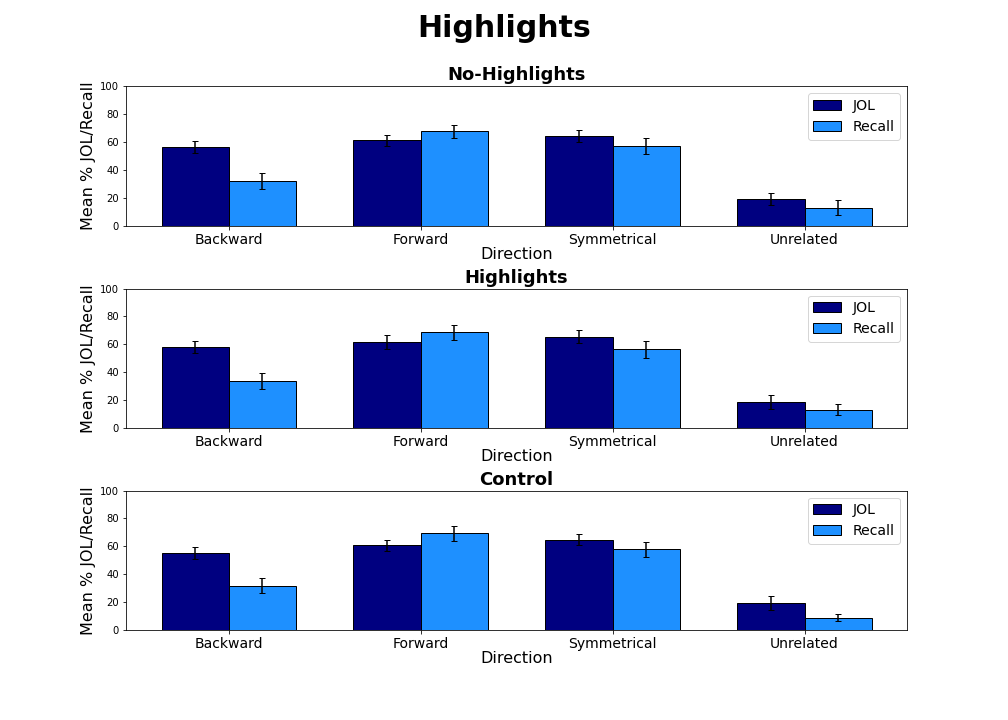 Highlights
No-Highlights
Mean % JOL/Recall
100
80
60
40
20
0
JOL
Recall
Backward Forward Symmetrical Unrelated
Direction
Highlights
Mean % JOL/Recall
100
80
60
40
20
0
JOL
Recall
Backward Forward Symmetrical Unrelated
Direction
Control
Mean % JOL/Recall
100
80
60
40
20
0
JOL
Recall
Backward Forward Symmetrical Unrelated
Direction